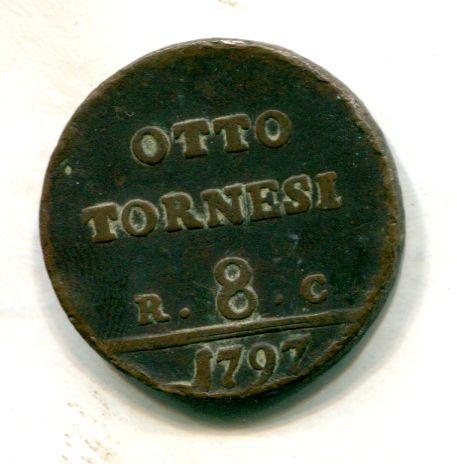 OTTO
TORNESI
R . 8 . C
1797